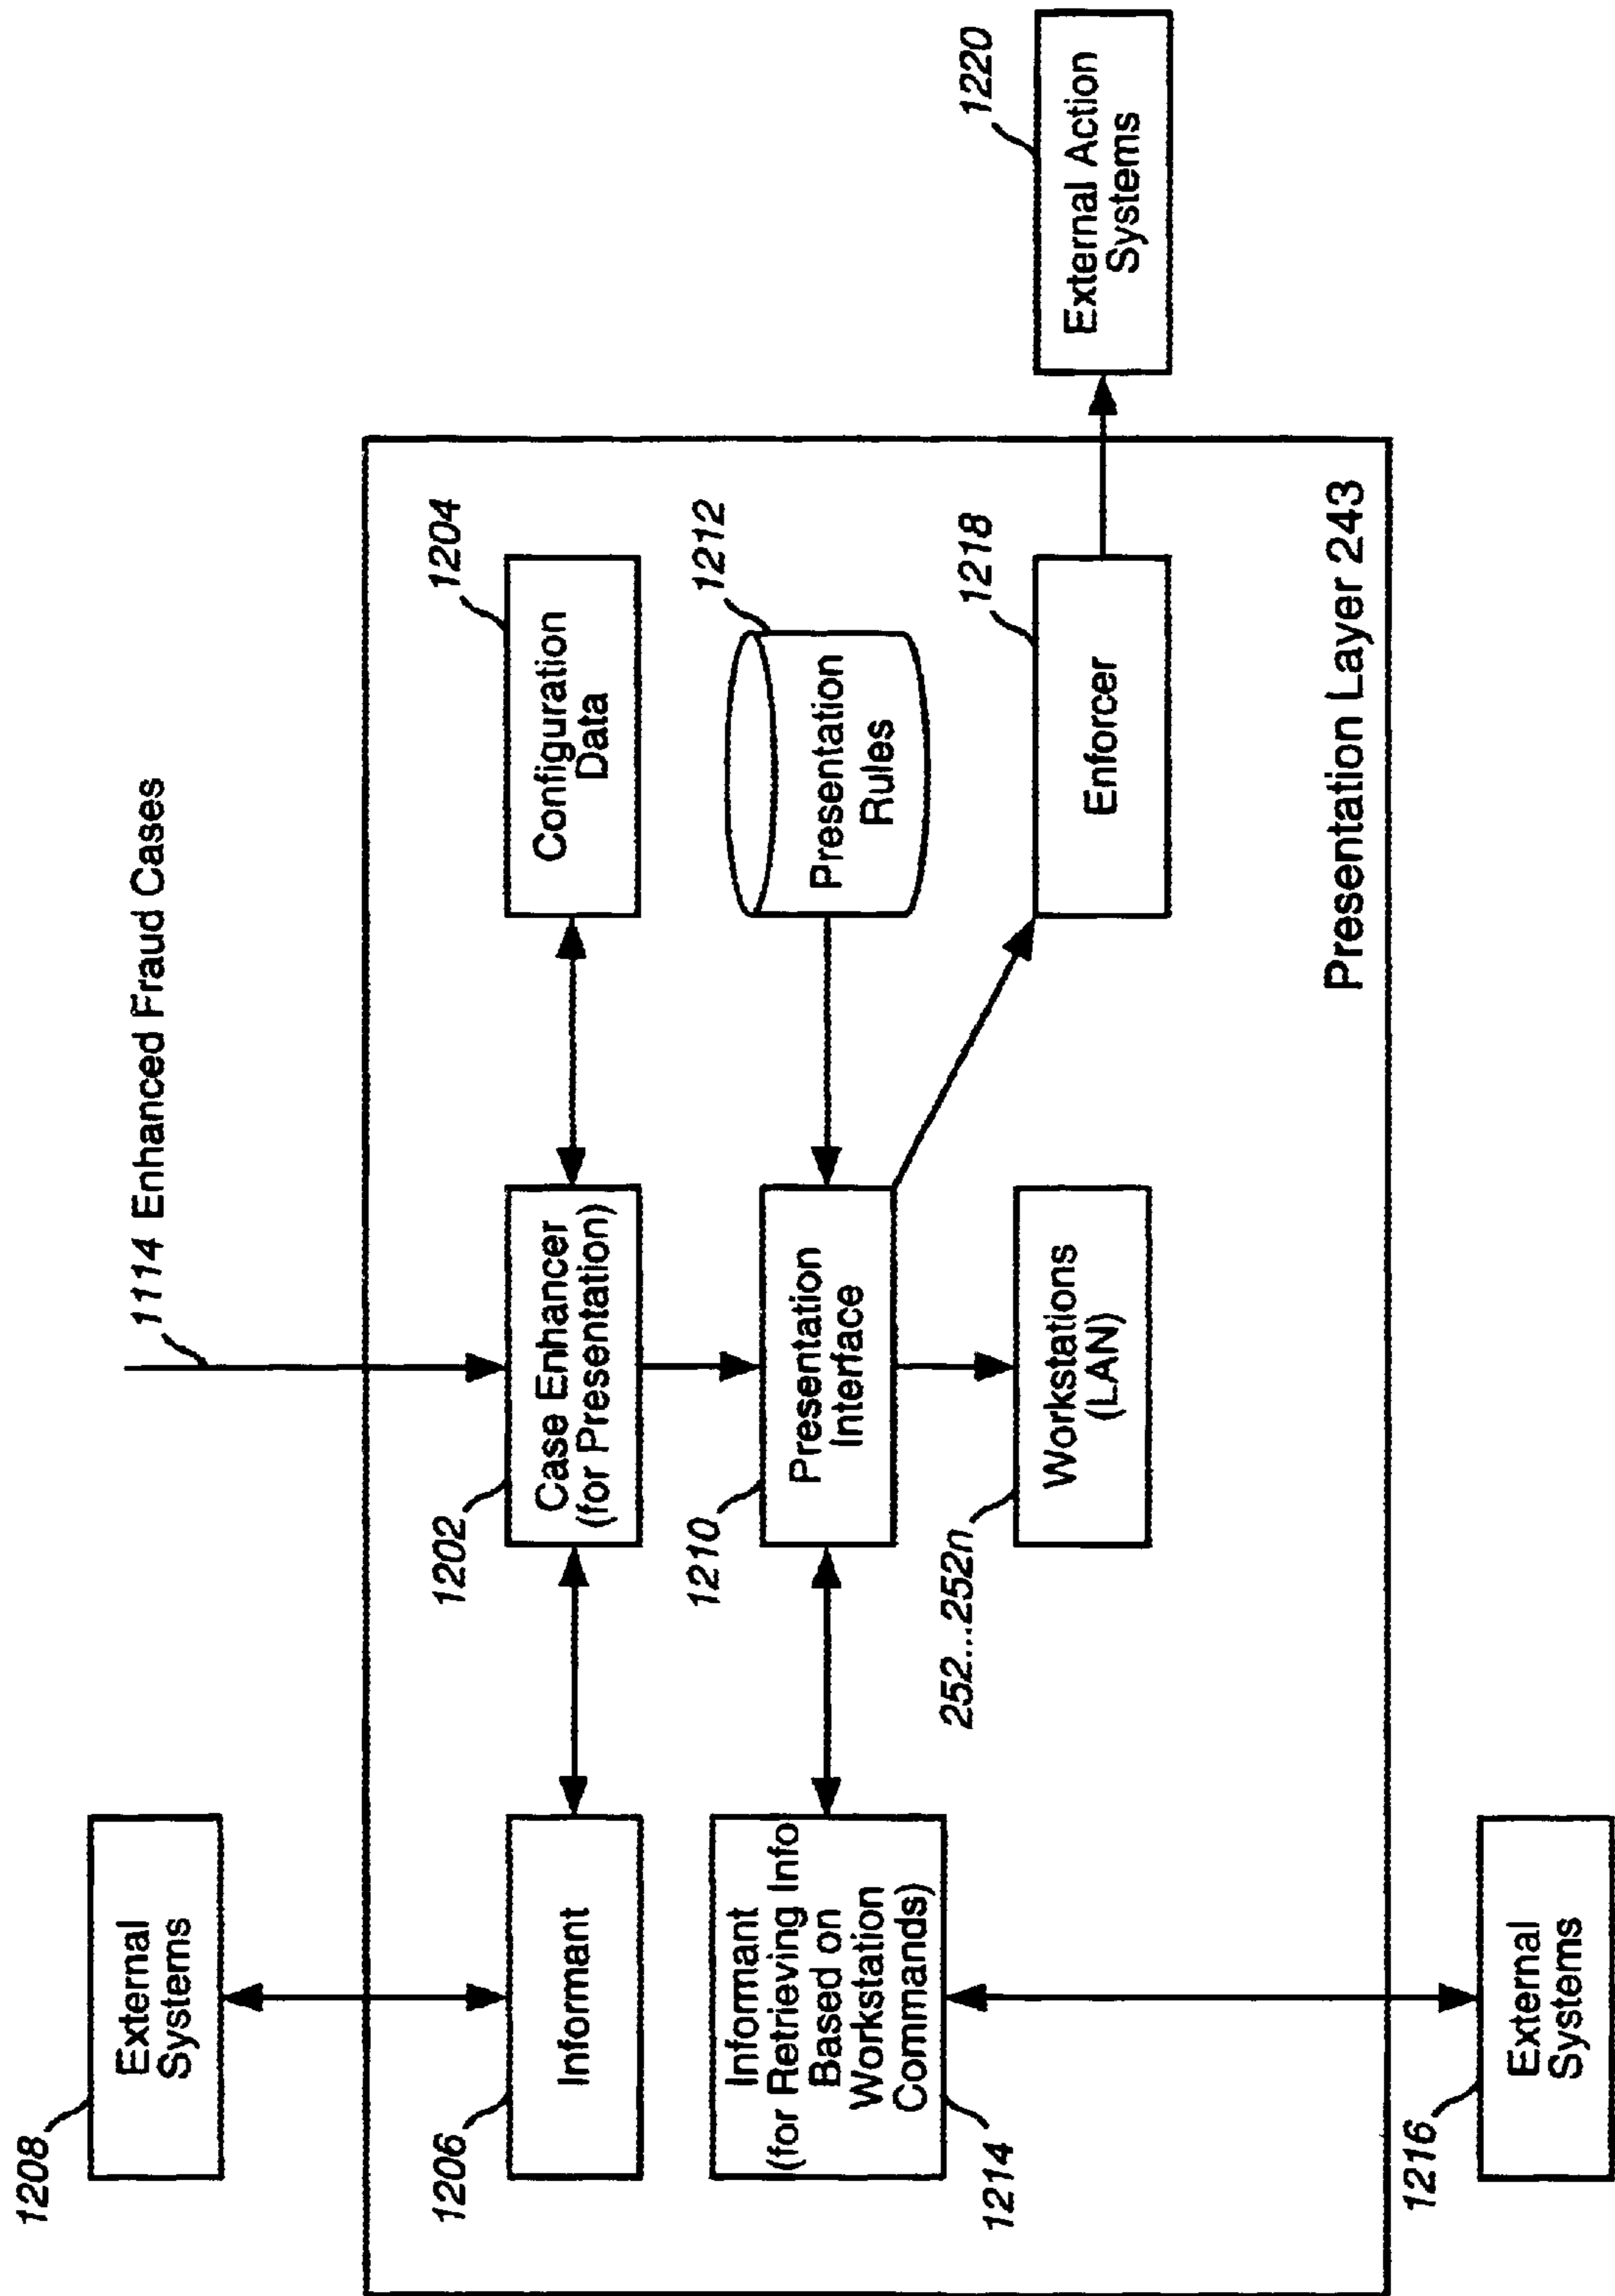 1114 Enhanced Fraud Cases
1208
External
Systems
1202
Case Enhancer
(for Presentation)
1204
Configuration
Data
1206
Informant
1210
Presentation
Interface
1212
Presentation
Rules
Informant
(for Retrieving Info
Based on
Workstation
Commands)
1214
252...252n
Workstations
(LAN)
1218
Enforcer
1220
External Action
Systems
Presentation Layer 243
1216
External
Systems